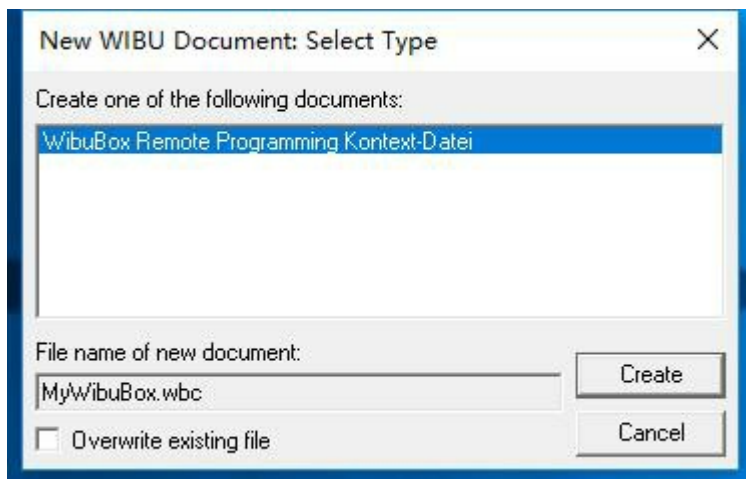 New WIBU Document: Select Type
Create one of the following documents:
WibuBox Remote Programming Kontext-Datei
File name of new document:
MyWibuBox.wbc
Create
Overwrite existing file
Cancel